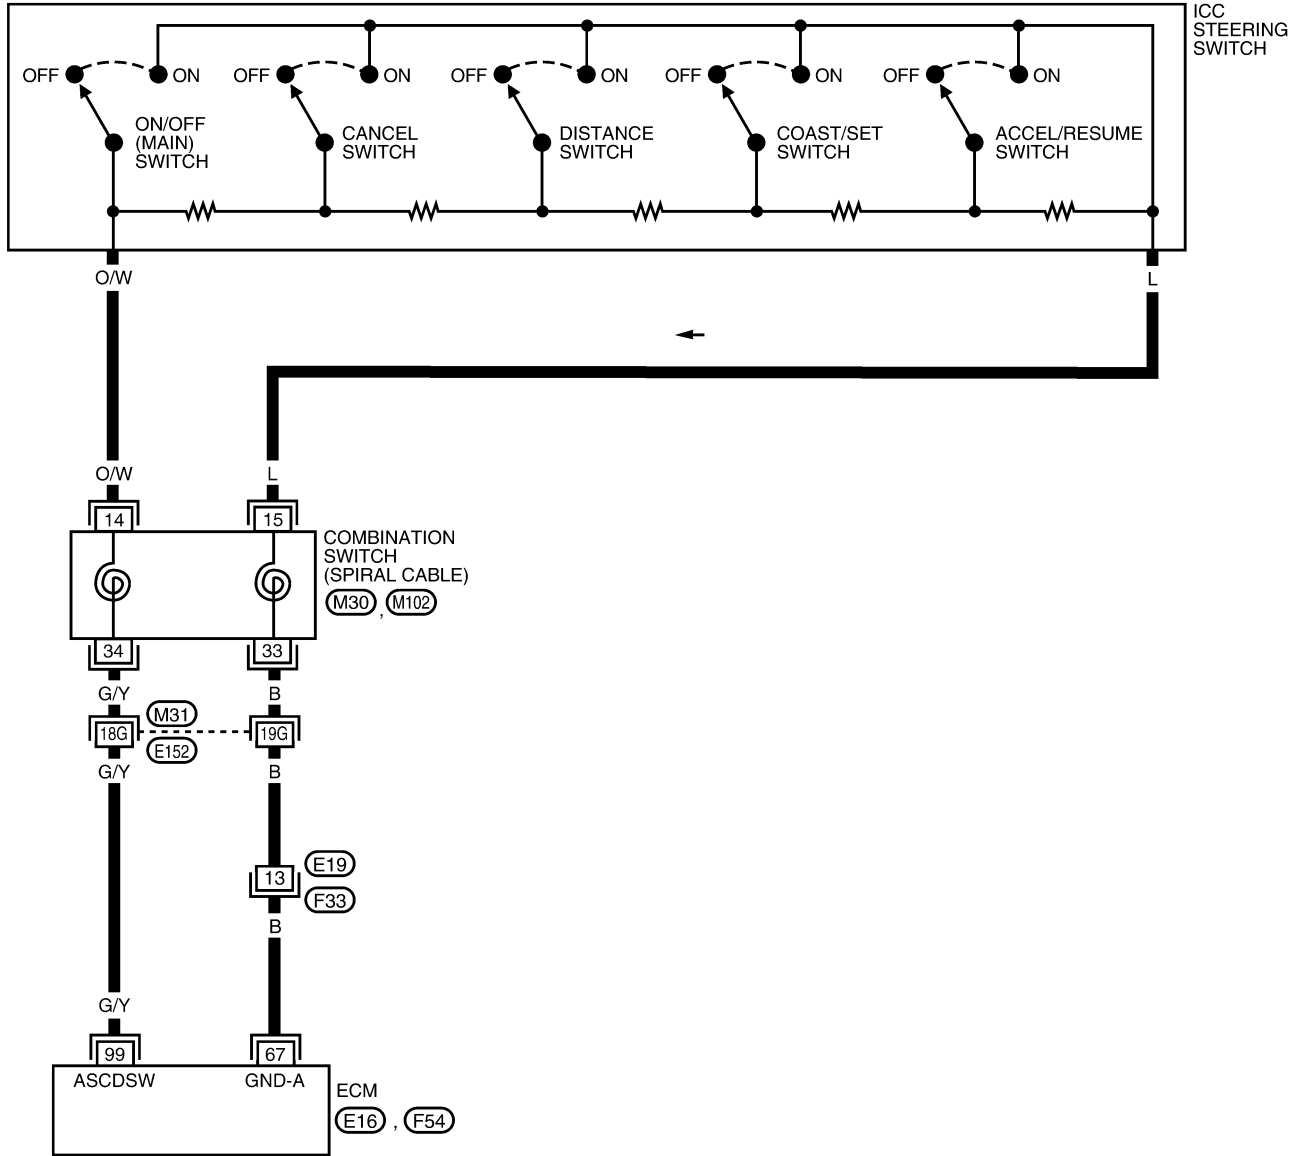 ICC
STEERING
SWITCH
OFF ON OFF ON OFF ON OFF ON OFF ON
ON/OFF
(MAIN)
SWITCH
CANCEL
SWITCH
DISTANCE
SWITCH
COAST/SET
SWITCH
ACCEL/RESUME
SWITCH
O/W
L
O/W
L
14
15
COMBINATION
SWITCH
(SPIRAL CABLE)
M30 , M102
34
33
G/Y
B
M31
18G
19G
E152
G/Y
B
E19
13
F33
B
G/Y
99
67
ASCDSW
GND-A
ECM
E16 , F54